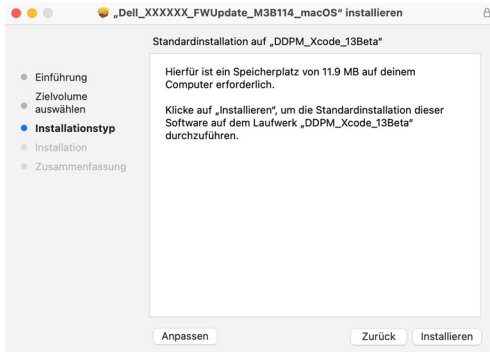 „Dell_XXXXXX_FWUpdate_M3B114_macOS“ installieren
Standardinstallation auf „DDPM_Xcode_13Beta“
Einführung
Zielvolume
auswählen
Installationstyp
Installation
Zusammenfassung
Hierfür ist ein Speicherplatz von 11.9 MB auf deinem
Computer erforderlich.
Klicke auf „Installieren“, um die Standardinstallation dieser
Software auf dem Laufwerk „DDPM_Xcode_13Beta“
durchzuführen.
Anpassen
Zurück
Installieren